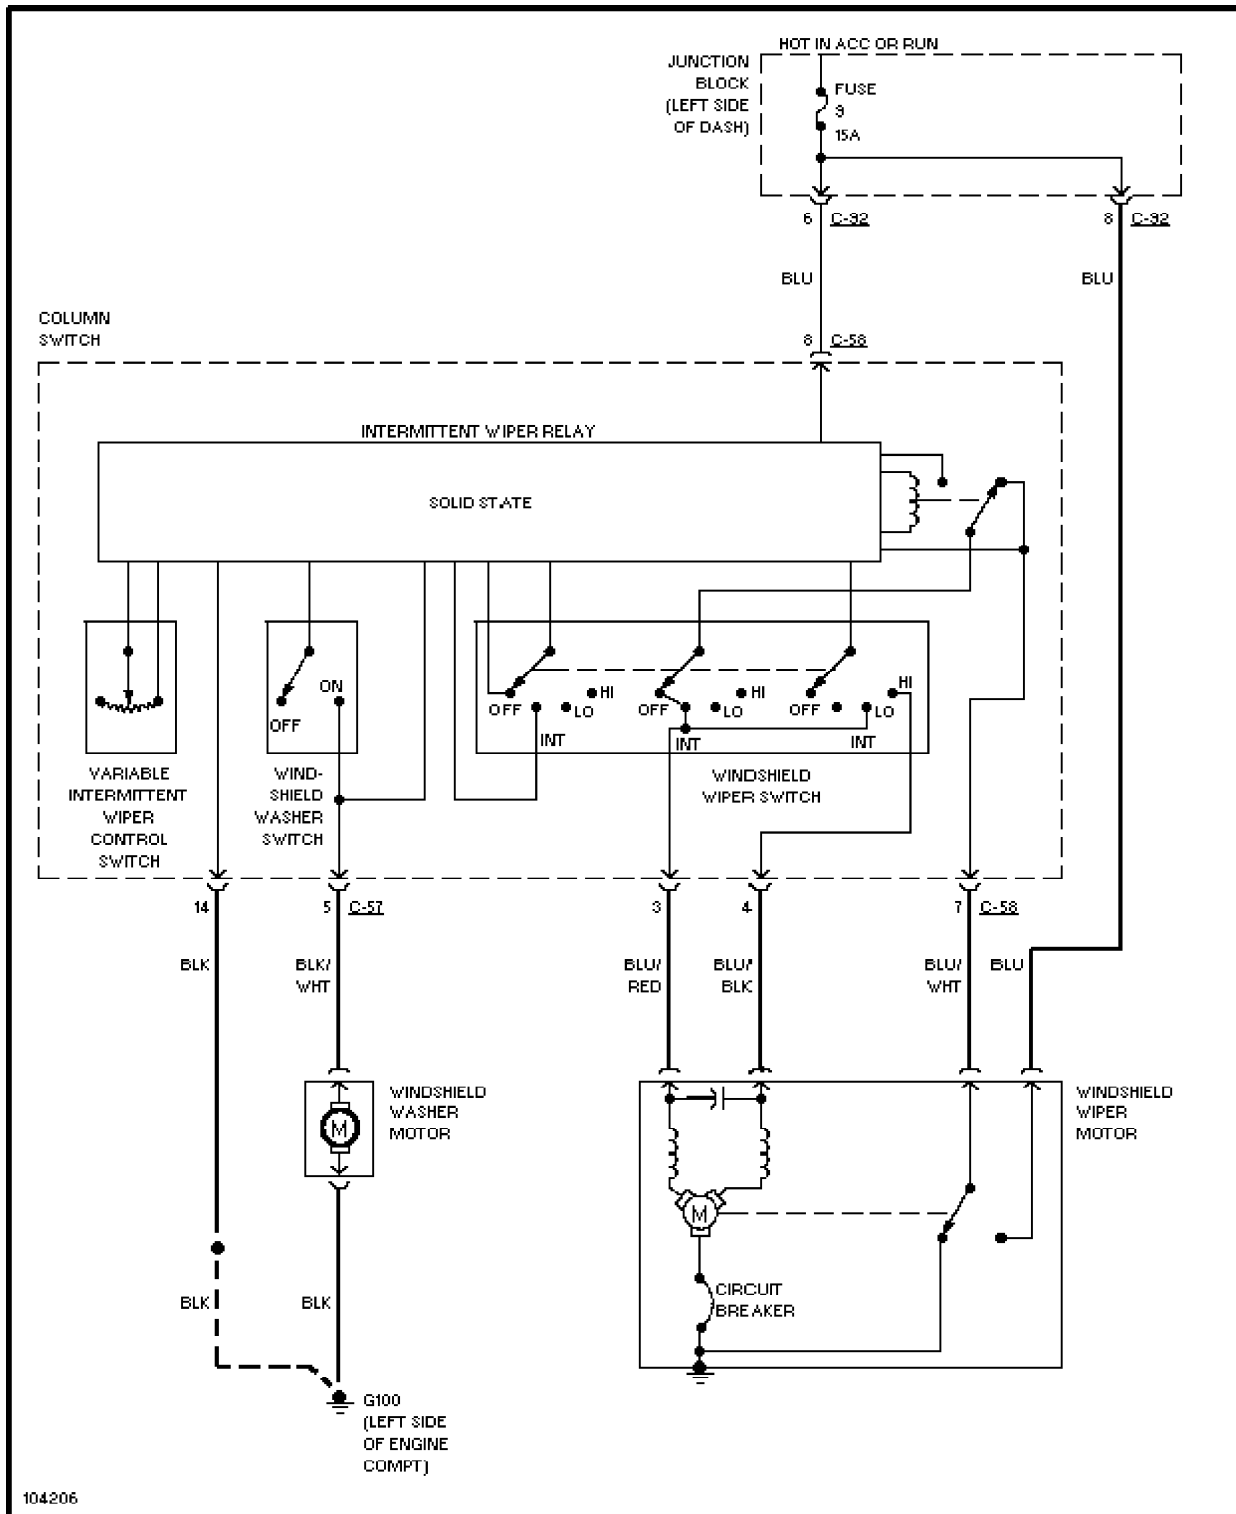 HOT IN ACC OR RUN
JUNCTION
BLOCK
(LEFT SIDE
OF DASH)
FUSE
9
15A
6 C-92
8 C-92
BLU
BLU
COLUMN
SWITCH
8 C-58
INTERMITTENT WIPER RELAY
SOLID STATE
ON
OFF
OFF
HI
LO
INT
OFF
HI
LO
INT
OFF
HI
LO
INT
VARIABLE
INTERMITTENT
WIPER
CONTROL
SWITCH
WIND-
SHIELD
WASHER
SWITCH
WINDSHIELD
WIPER SWITCH
14
5 C-57
3
4
7 C-58
BLK
BLK/
WHT
BLU/
RED
BLU/
BLK
BLU/
WHT
BLU
WINDSHIELD
WASHER
MOTOR
M
WINDSHIELD
WIPER
MOTOR
M
CIRCUIT
BREAKER
BLK
BLK
G100
(LEFT SIDE
OF ENGINE
COMPT)
104206